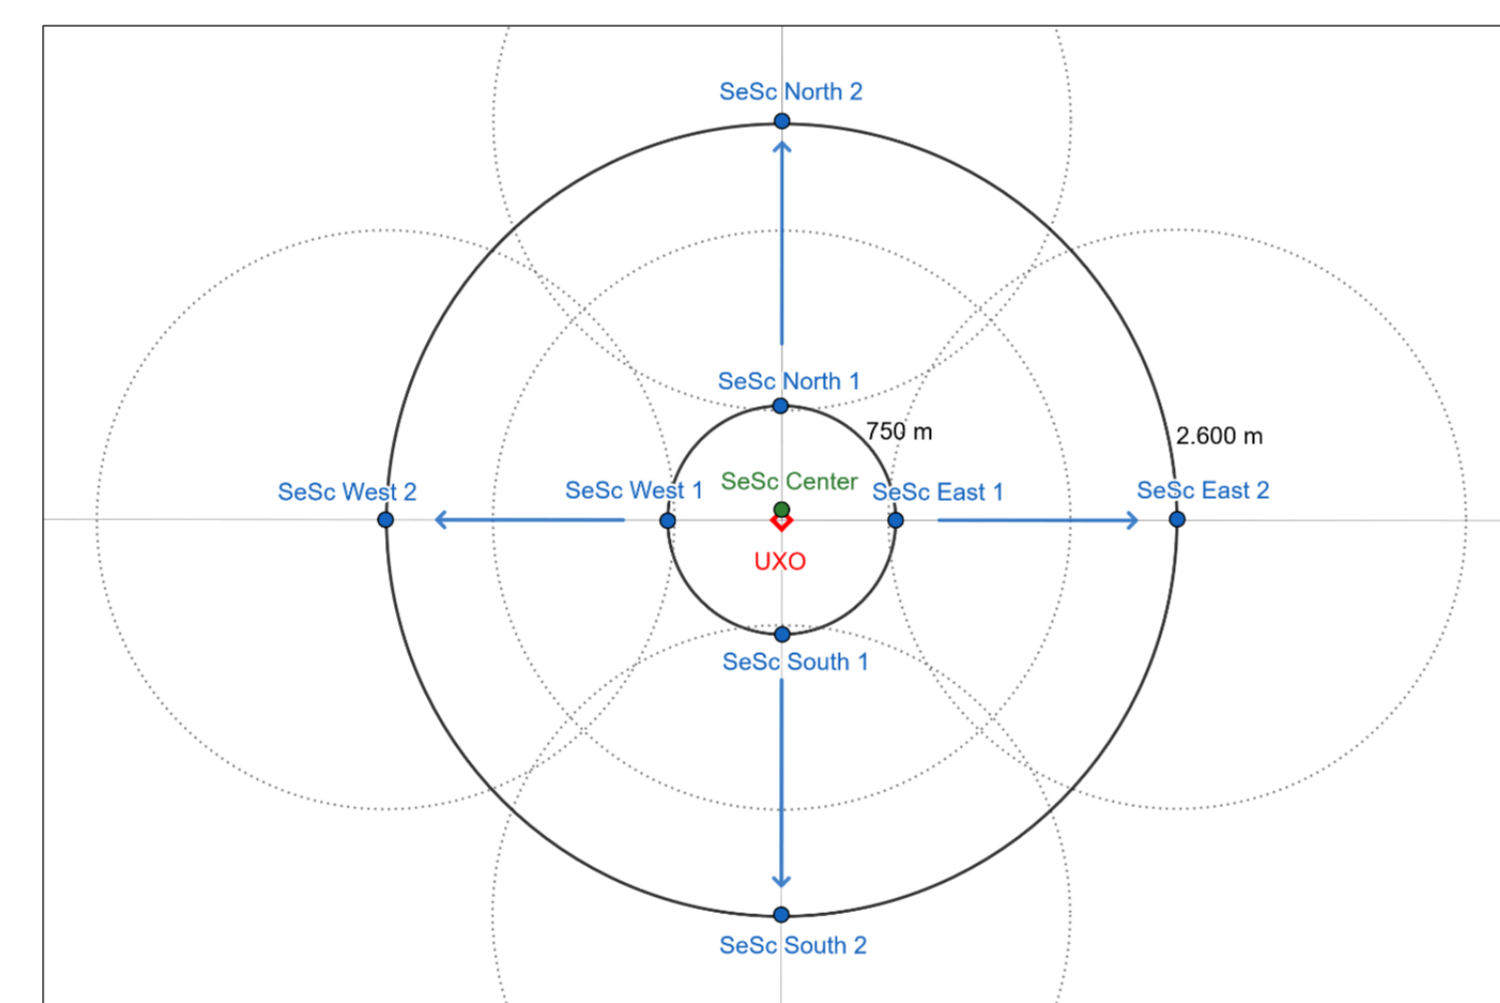 SeSc North 2
SeSc North 1
750 m
2.600 m
SeSc West 2
SeSc West 1
SeSc Center
SeSc East 1
SeSc East 2
UXO
SeSc South 1
SeSc South 2